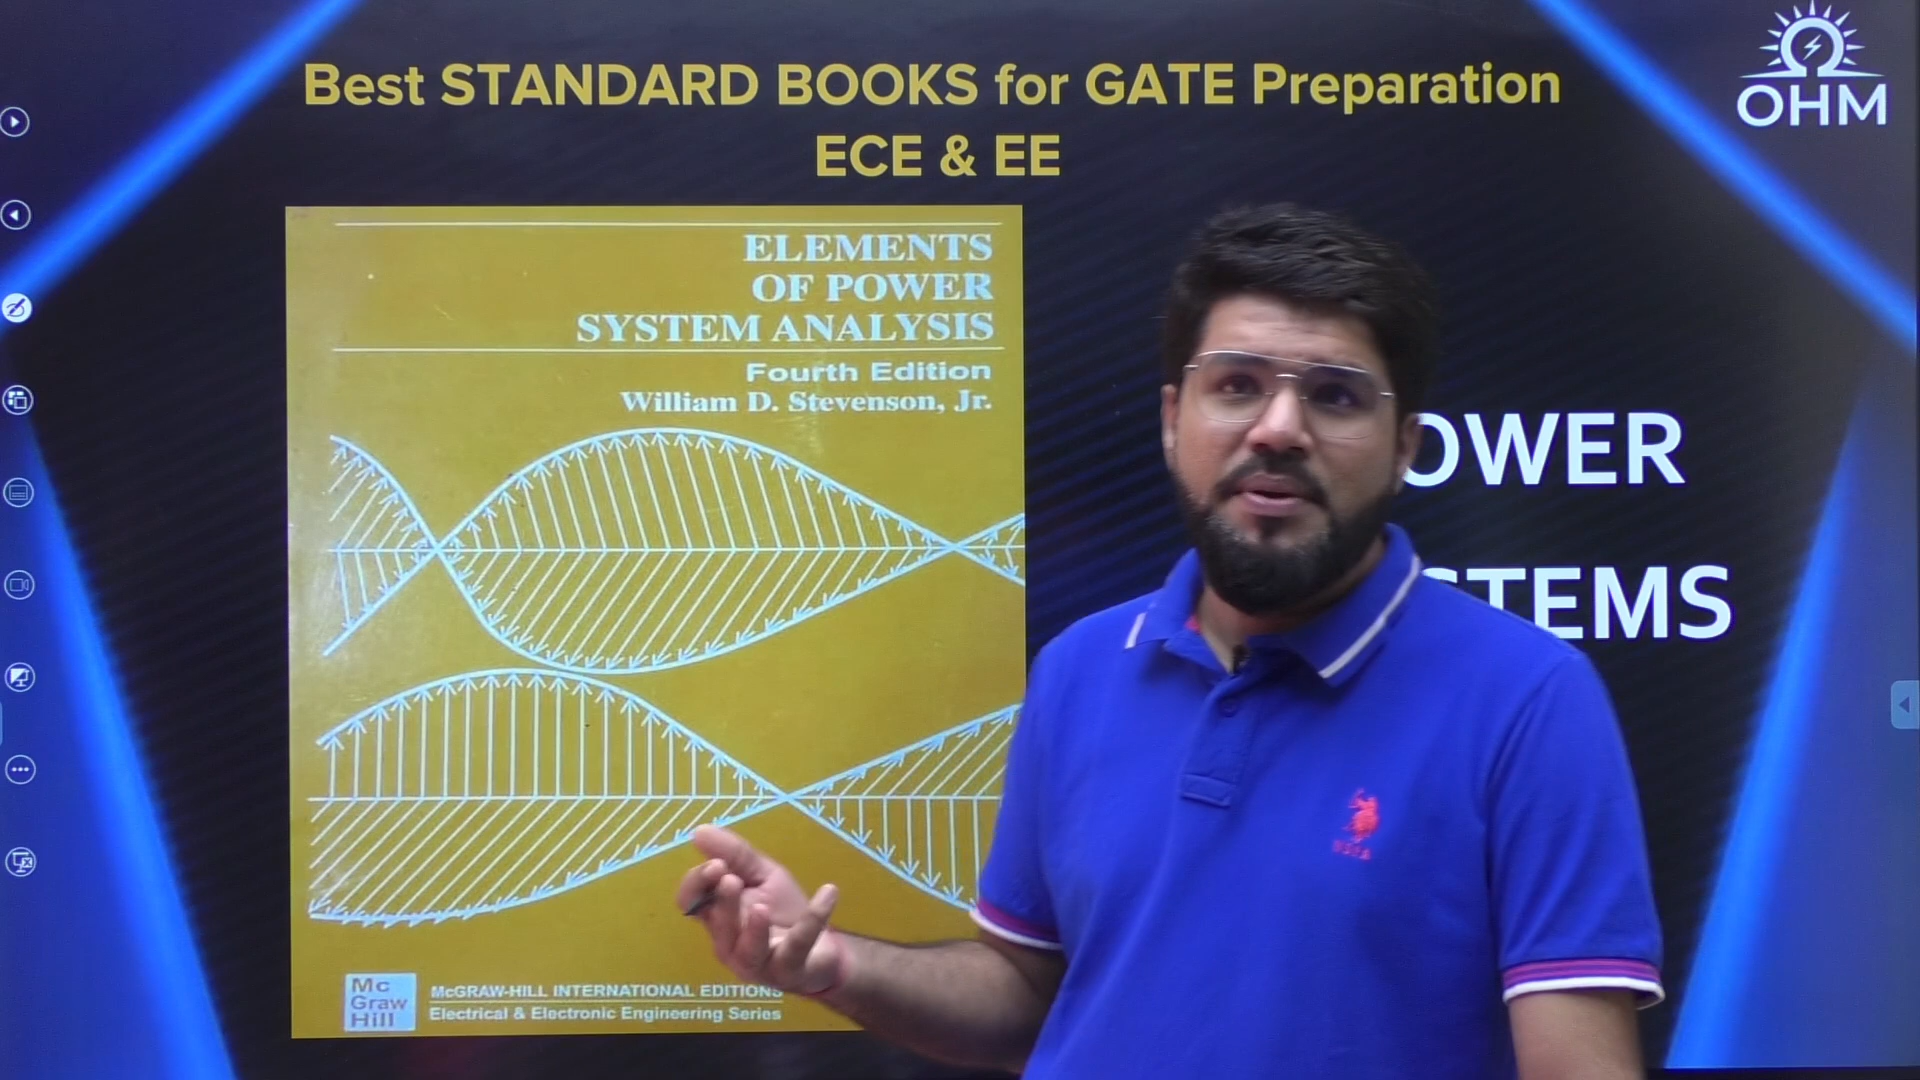 Best STANDARD BOOKS for GATE Preparation
ECE & EE
OHM
ELEMENTS
OF POWER
SYSTEM ANALYSIS
Fourth Edition
William D. Stevenson, Jr.
OWER
STEMS
Mc
Graw
Hill
McGRAW-HILL INTERNATIONAL EDITIONS
Electrical & Electronic Engineering Series